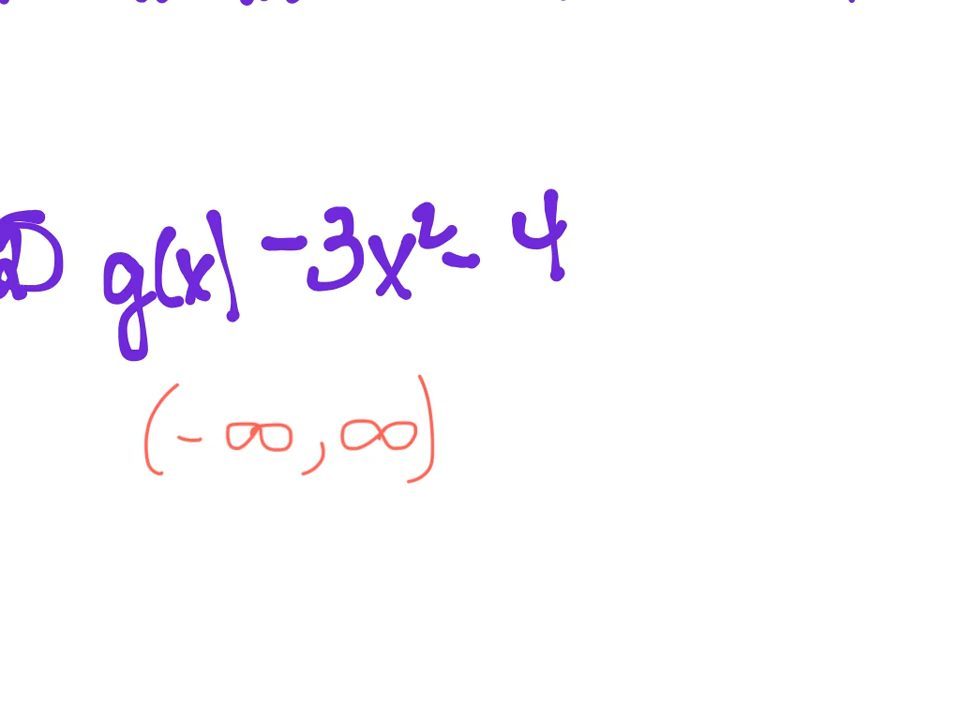 g(x) - 3x² - 4
(-∞, ∞)